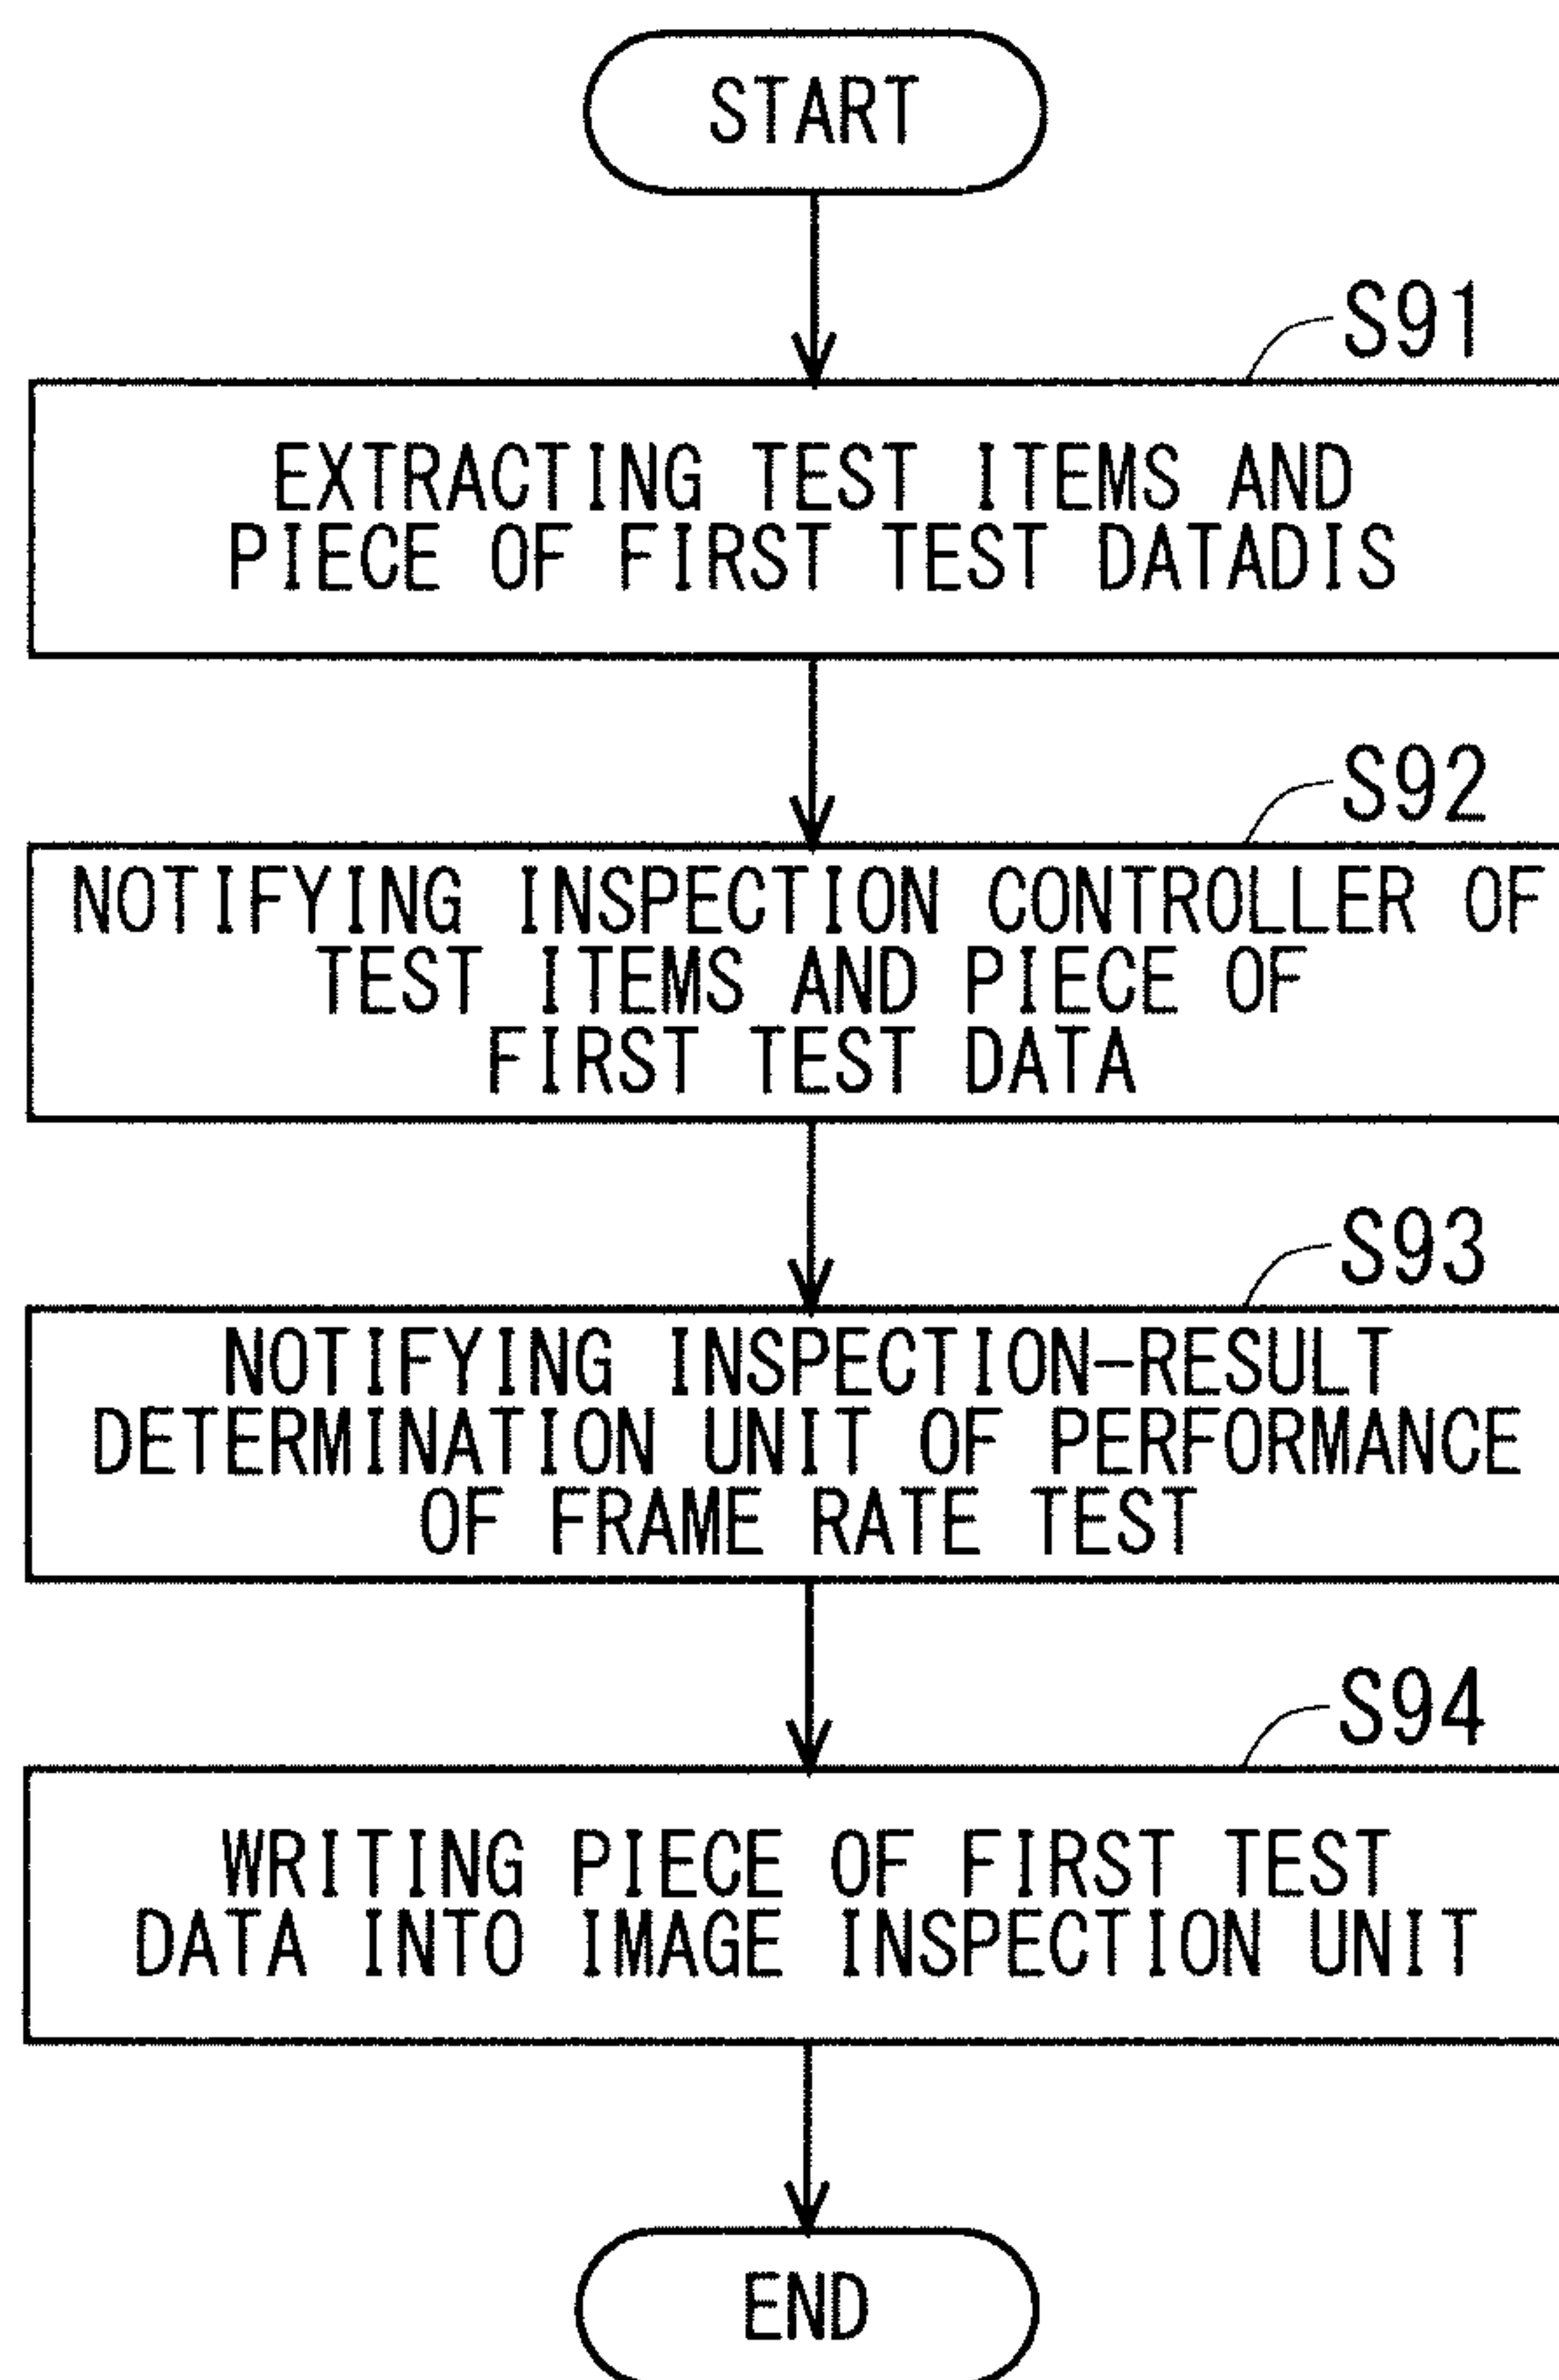 START
S91
EXTRACTING TEST ITEMS AND
PIECE OF FIRST TEST DATADIS
S92
NOTIFYING INSPECTION CONTROLLER OF
TEST ITEMS AND PIECE OF
FIRST TEST DATA
S93
NOTIFYING INSPECTION-RESULT
DETERMINATION UNIT OF PERFORMANCE
OF FRAME RATE TEST
S94
WRITING PIECE OF FIRST TEST
DATA INTO IMAGE INSPECTION UNIT
END